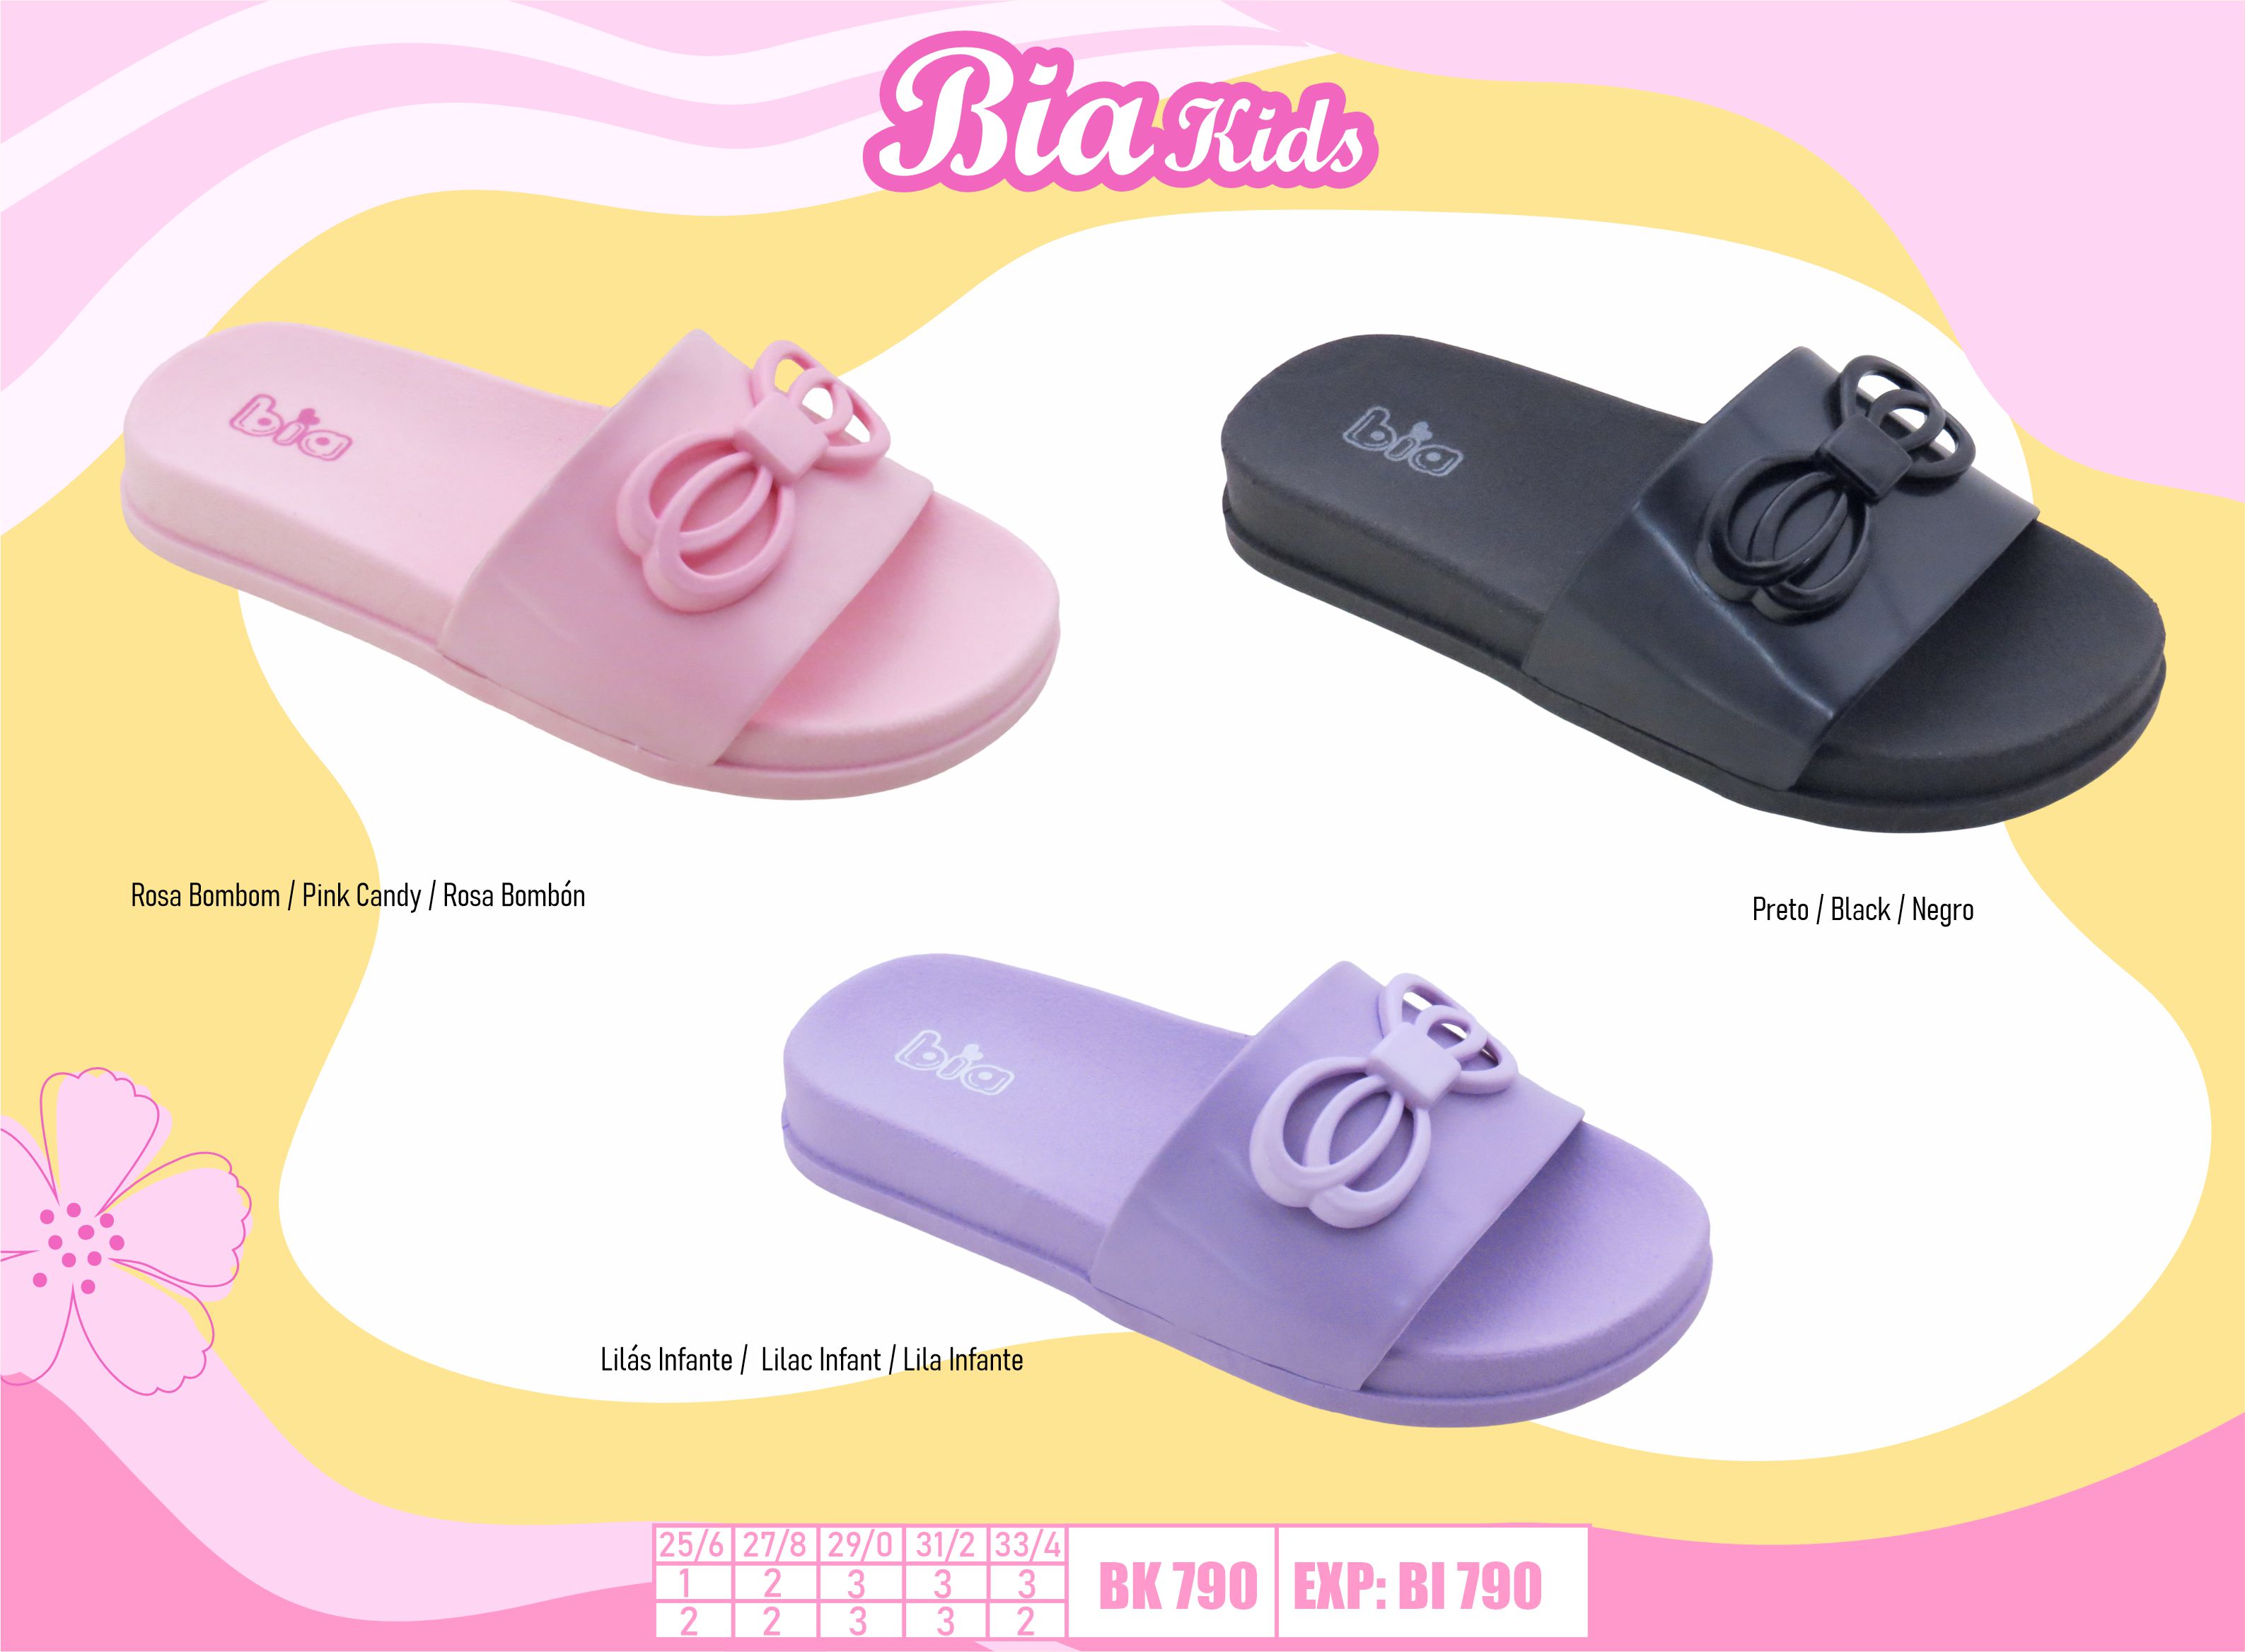 Bia Kids
bia
bia
Rosa Bombom / Pink Candy / Rosa Bombón
Preto / Black / Negro
bia
Lilás Infante / Lilac Infant / Lila Infante
25/6 27/8 29/0 31/2 33/4
1 2 3 3 3
2 2 3 3 2
BK 790
EXP: BI 790